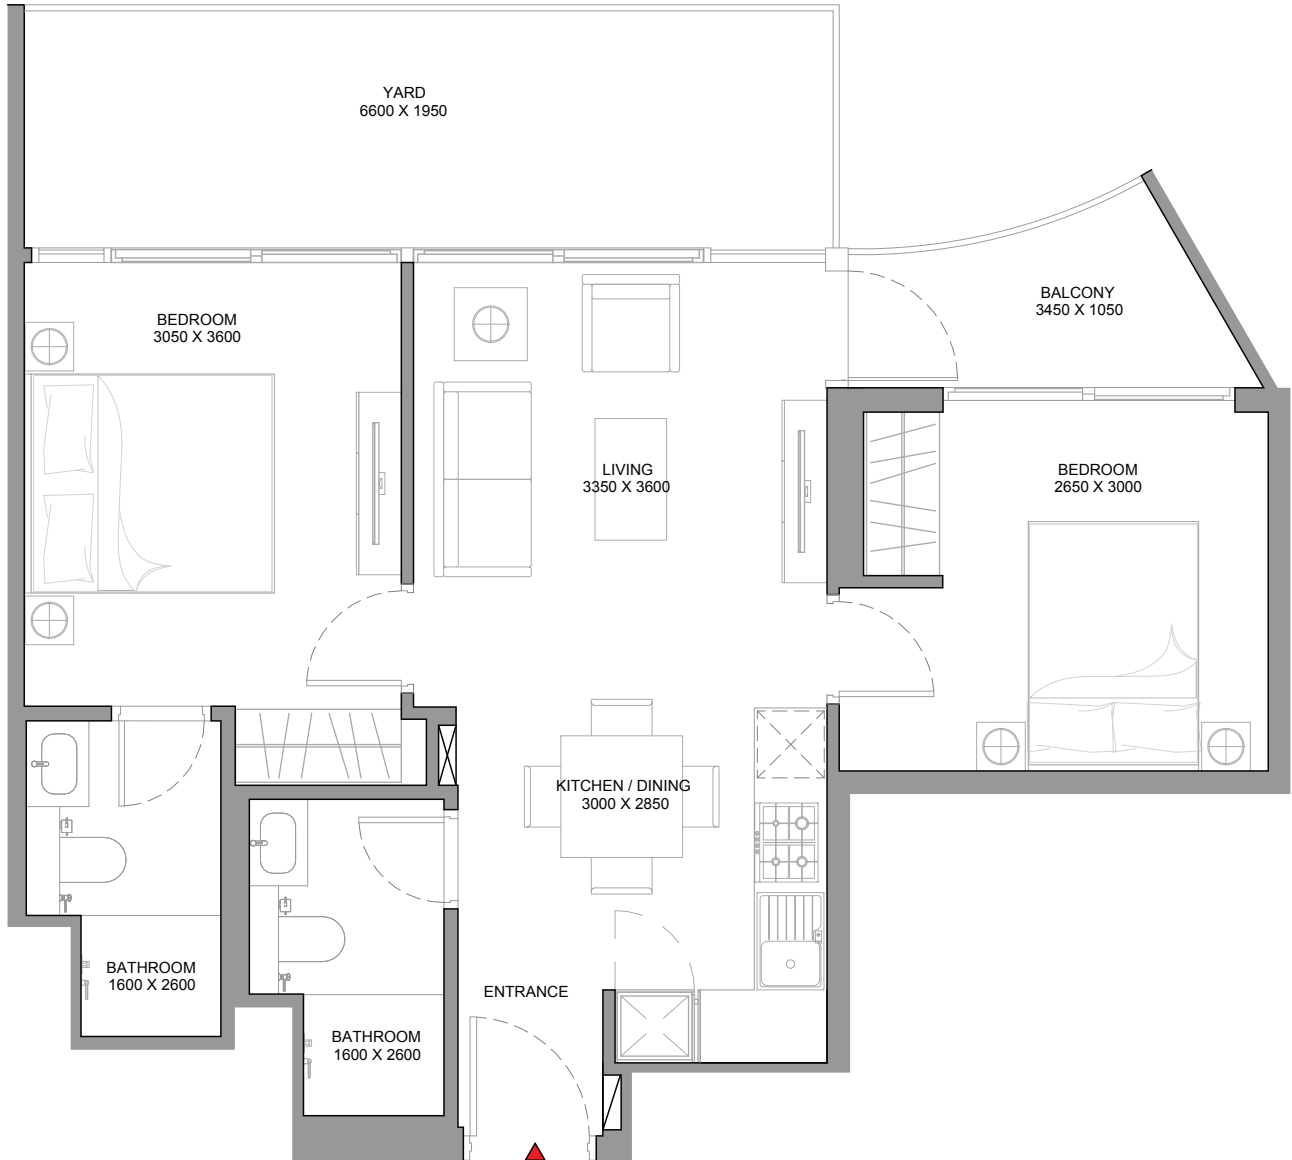 YARD
6600 X 1950
BALCONY
3450 X 1050
BEDROOM
3050 X 3600
LIVING
3350 X 3600
BEDROOM
2650 X 3000
KITCHEN / DINING
3000 X 2850
BATHROOM
1600 X 2600
ENTRANCE
BATHROOM
1600 X 2600